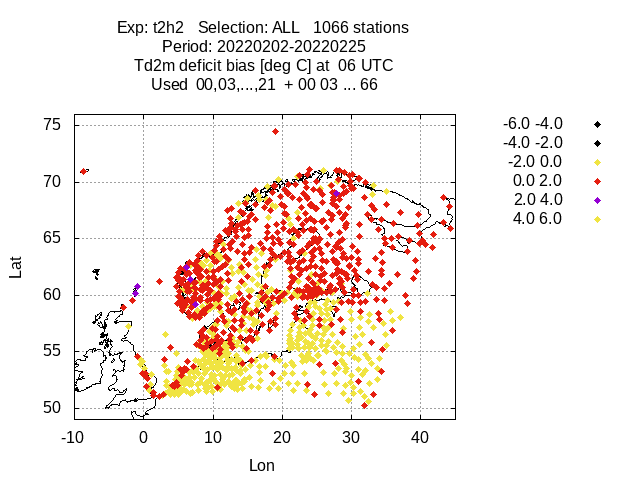 Exp: t2h2   Selection: ALL   1066 stations
Period: 20220202-20220225
Td2m deficit bias [deg C] at  06 UTC
Used  00,03,...,21  + 00 03 ... 66
-6.0 -4.0
-4.0 -2.0
-2.0 0.0
0.0 2.0
2.0 4.0
4.0 6.0
75
70
65
60
55
50
Lat
-10 0 10 20 30 40
Lon